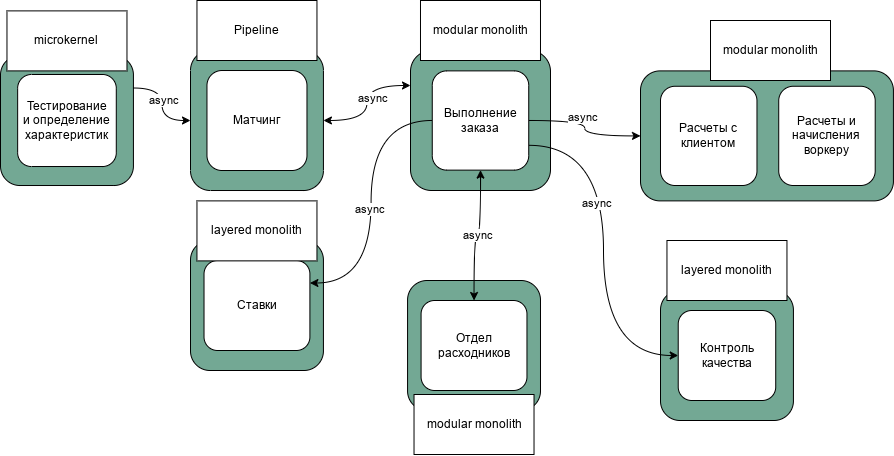 microkernel
Тестирование
и определение
характеристик
async
Pipeline
Матчинг
async
modular monolith
Выполнение
заказа
async
modular monolith
Расчеты с
клиентом
Расчеты и
начисления
воркеру
async
layered monolith
Ставки
async
Отдел
расходников
modular monolith
async
layered monolith
Контроль
качества